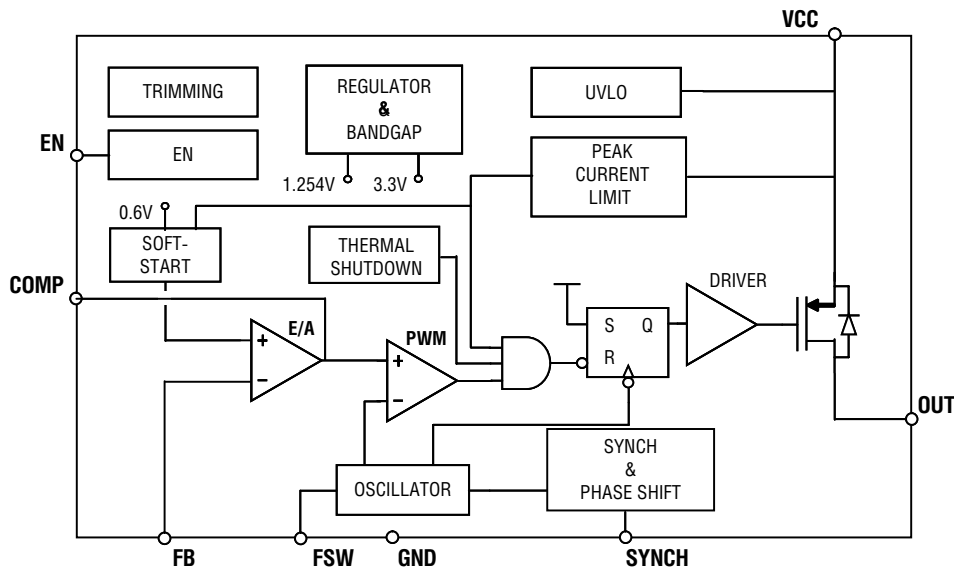 VCC
TRIMMING
REGULATOR
&
BANDGAP
UVLO
EN
EN
PEAK
CURRENT
LIMIT
1.254V
3.3V
0.6V
SOFT-
START
THERMAL
SHUTDOWN
COMP
DRIVER
E/A
PWM
S
Q
R
+
−
+
−
OUT
SYNCH
&
PHASE SHIFT
OSCILLATOR
FB
FSW
GND
SYNCH